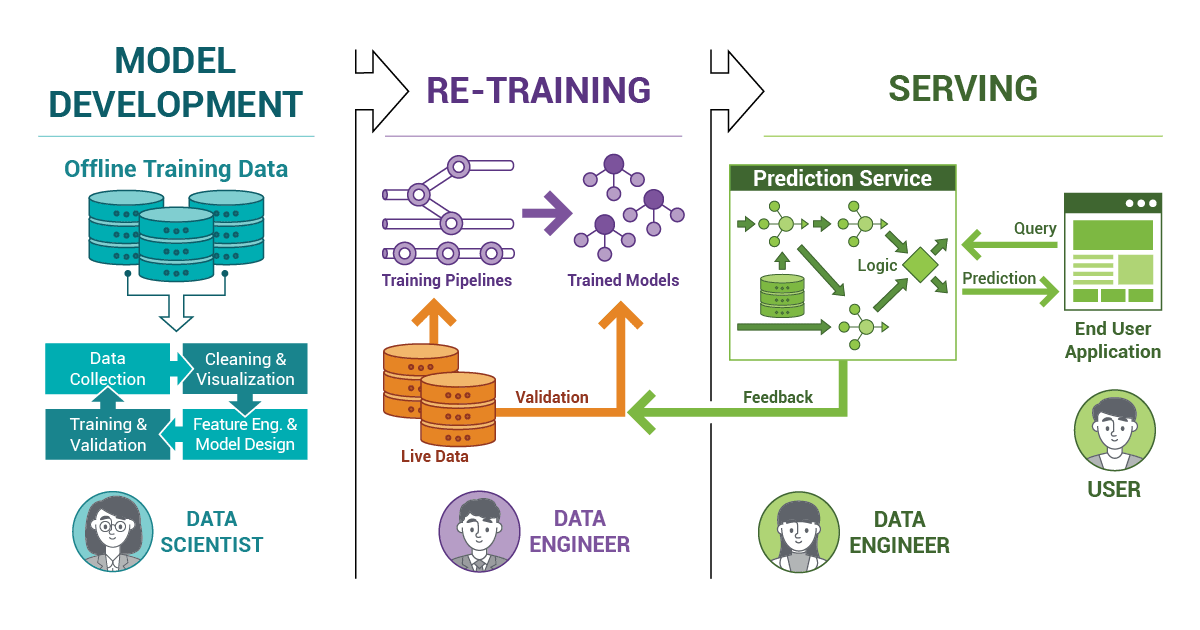 MODEL
DEVELOPMENT
Offline Training Data
Data
Collection
Cleaning &
Visualization
Training &
Validation
Feature Eng. &
Model Design
DATA
SCIENTIST
RE-TRAINING
Training Pipelines
Trained Models
Validation
Live Data
DATA
ENGINEER
SERVING
Prediction Service
Logic
Query
Prediction
End User
Application
Feedback
USER
DATA
ENGINEER